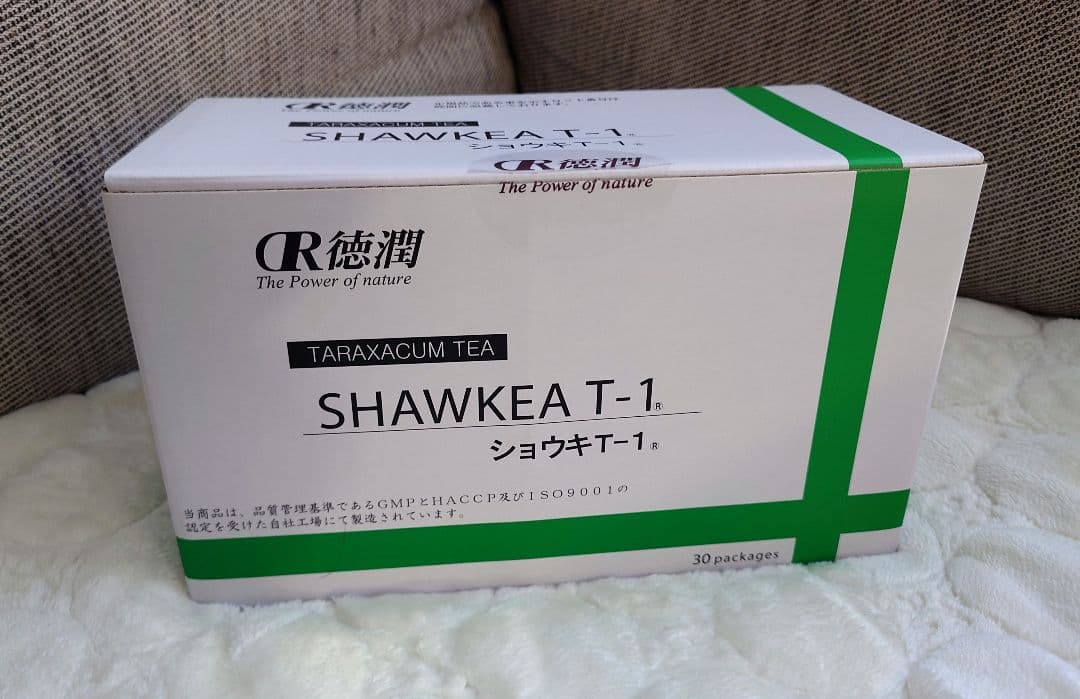 徳潤
TARAXACUM TEA
SHAWKEA T-1®
ショウキT-1®
徳潤
The Power of nature
徳潤
The Power of nature
TARAXACUM TEA
SHAWKEA T-1®
ショウキT-1®
当商品は、品質管理基準であるGMPとHACCP及びISO9001の
認定を受けた自社工場にて製造されています。
30 packages